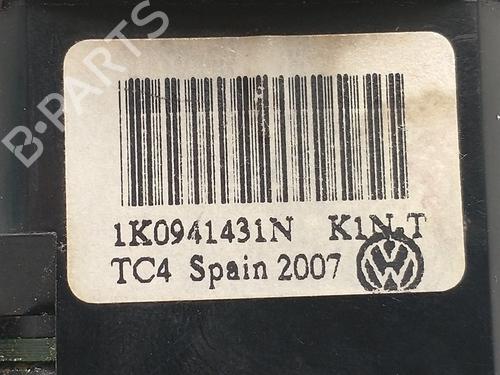 B-PARTS
1K0941431N K1N.T
TC4 Spain 2007